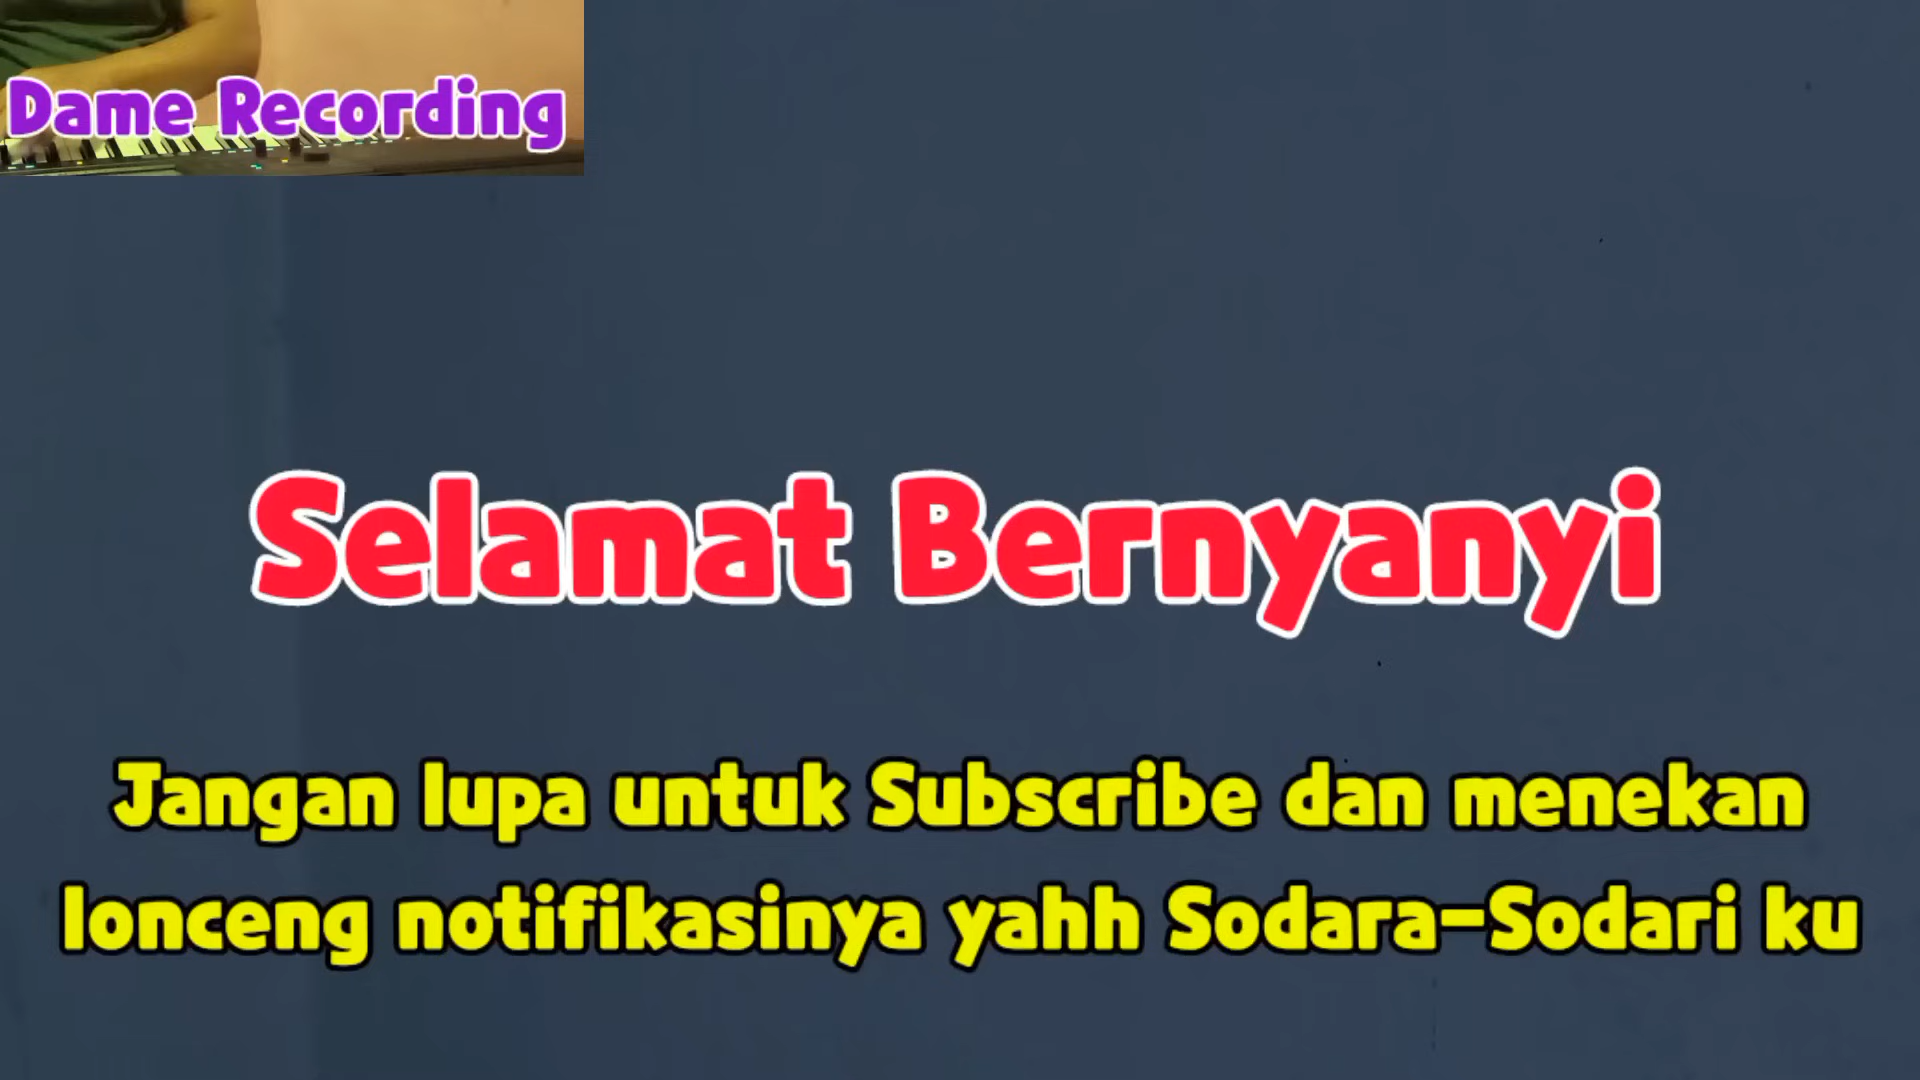 Dame Recording
Selamat Bernyanyi
Jangan lupa untuk Subscribe dan menekan
lonceng notifikasinya yahh Sodara-Sodari ku